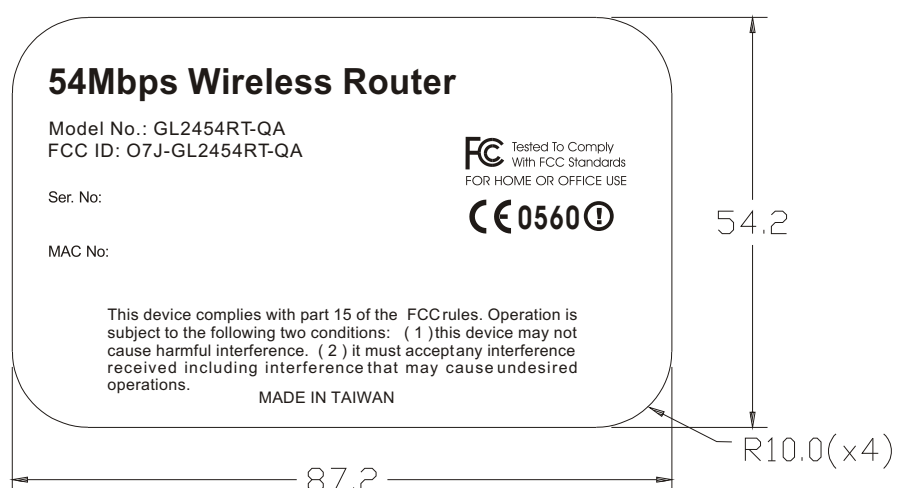 54Mbps Wireless Router
Model No.: GL2454RT-QA
FCC ID: O7J-GL2454RT-QA
FC Tested To Comply
With FCC Standards
FOR HOME OR OFFICE USE
Ser. No:
CE 0560 !
MAC No:
54.2
This device complies with part 15 of the FCC rules. Operation is
subject to the following two conditions: ( 1 ) this device may not
cause harmful interference. ( 2 ) it must accept any interference
received including interference that may cause undesired
operations.
MADE IN TAIWAN
R10.0(x4)
87.2